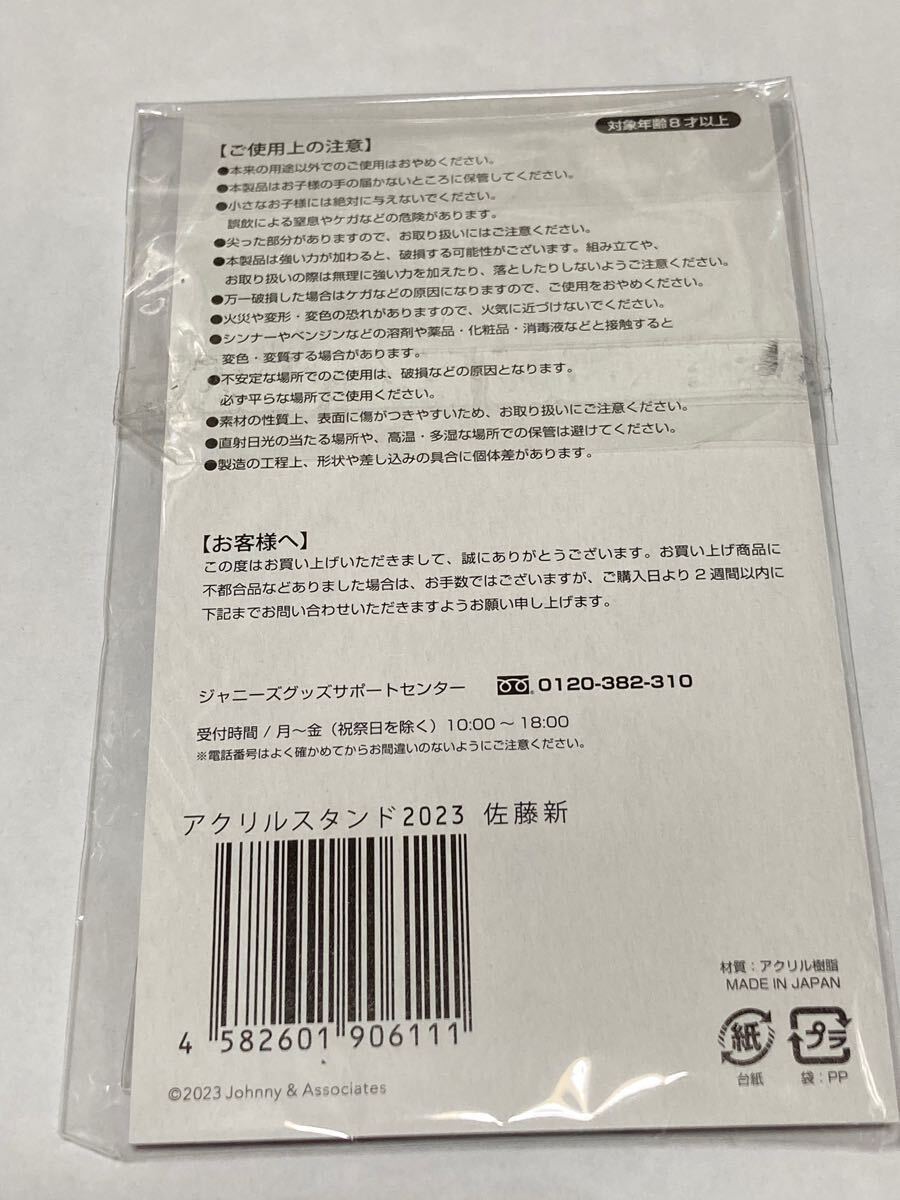 対象年齢8才以上
【ご使用上の注意】
●本来の用途以外でのご使用はおやめください。
●本製品はお子様の手の届かないところに保管してください。
●小さなお子様には絶対に与えないでください。
誤飲による窒息やケガなどの危険があります。
●尖った部分がありますので、お取り扱いにはご注意ください。
●本製品は強い力が加わると、破損する可能性がございます。組み立てや、
お取り扱いの際は無理に強い力を加えたり、落としたりしないようご注意ください。
●万一破損した場合はケガなどの原因になりますので、ご使用をおやめください。
●火災や変形・変色の恐れがありますので、火気に近づけないでください。
●シンナーやベンジンなどの溶剤や薬品・化粧品・消毒液などと接触すると
変色・変質する場合があります。
●不安定な場所でのご使用は、破損などの原因となります。
必ず平らな場所でご使用ください。
●素材の性質上、表面に傷がつきやすいため、お取り扱いにご注意ください。
●直射日光の当たる場所や、高温・多湿な場所での保管は避けてください。
●製造の工程上、形状や差し込みの具合に個体差があります。
【お客様へ】
この度はお買い上げいただきまして、誠にありがとうございます。お買い上げ商品に
不都合品などありました場合は、お手数ではございますが、ご購入日より2週間以内に
下記までお問い合わせいただきますようお願い申し上げます。
ジャニーズグッズサポートセンター 0120-382-310
受付時間 / 月〜金（祝祭日を除く）10:00 〜 18:00
※電話番号はよく確かめてからお間違いのないようにご注意ください。
アクリルスタンド2023 佐藤新
4 582601 906111
材質：アクリル樹脂
MADE IN JAPAN
紙 プラ
台紙 袋：PP
©2023 Johnny & Associates